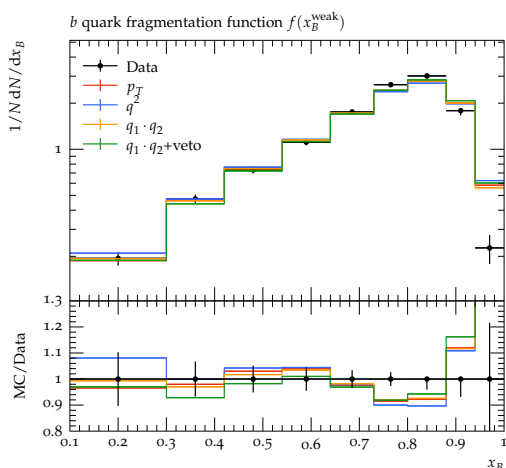 b quark fragmentation function f(x_B^weak)
1/N dN/dx_B
Data
p_T
q^2
q_1 · q_2
q_1 · q_2+veto
1
MC/Data
1.3
1.2
1.1
1
0.9
0.8
0.1 0.2 0.3 0.4 0.5 0.6 0.7 0.8 0.9 1
x_B